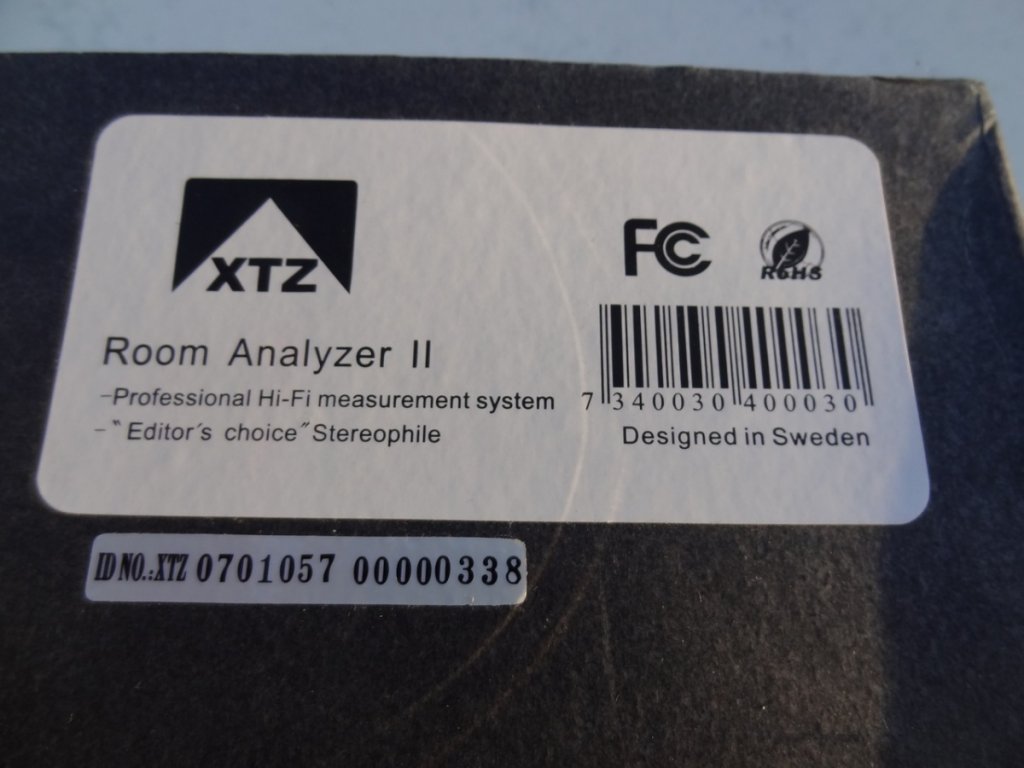 XTZ
Room Analyzer II
-Professional Hi-Fi measurement system
-"Editor's choice" Stereophile
FC
RoHS
7 340030 400030
Designed in Sweden
ID NO.:XTZ 0701057 00000338